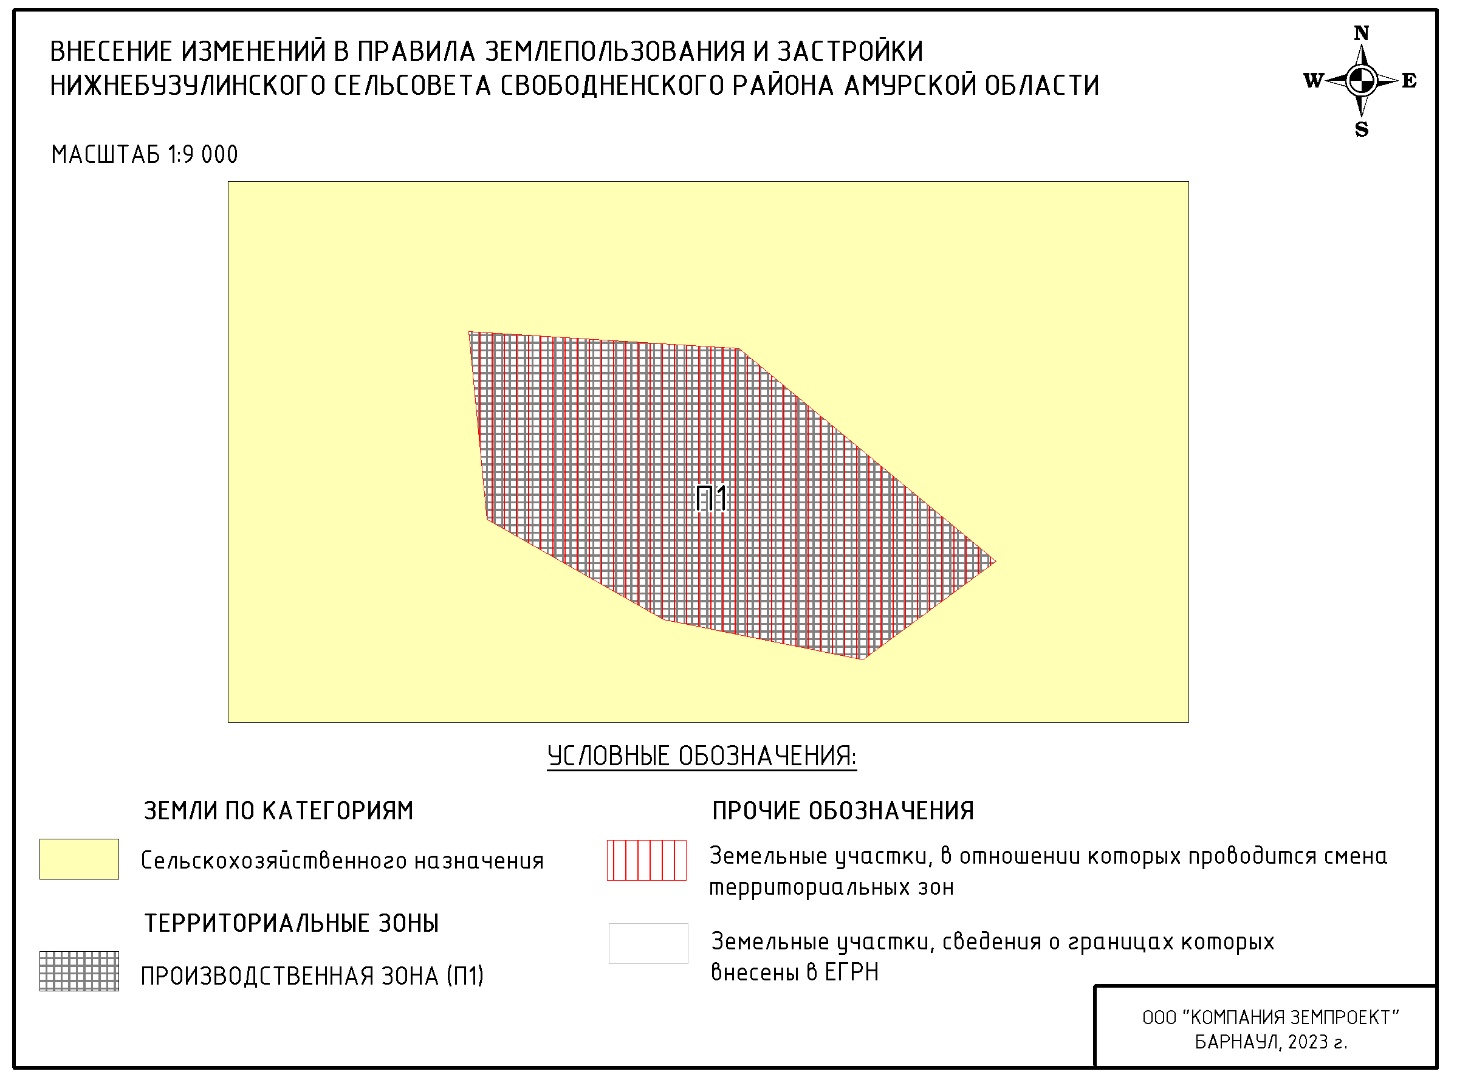 ВНЕСЕНИЕ ИЗМЕНЕНИЙ В ПРАВИЛА ЗЕМЛЕПОЛЬЗОВАНИЯ И ЗАСТРОЙКИ
НИЖНЕБУЗУЛИНСКОГО СЕЛЬСОВЕТА СВОБОДНЕНСКОГО РАЙОНА АМУРСКОЙ ОБЛАСТИ
N
W E
S
МАСШТАБ 1:9 000
П1
УСЛОВНЫЕ ОБОЗНАЧЕНИЯ:
ЗЕМЛИ ПО КАТЕГОРИЯМ
Сельскохозяйственного назначения
ТЕРРИТОРИАЛЬНЫЕ ЗОНЫ
ПРОИЗВОДСТВЕННАЯ ЗОНА (П1)
ПРОЧИЕ ОБОЗНАЧЕНИЯ
Земельные участки, в отношении которых проводится смена
территориальных зон
Земельные участки, сведения о границах которых
внесены в ЕГРН
ООО "КОМПАНИЯ ЗЕМПРОЕКТ"
БАРНАУЛ, 2023 г.